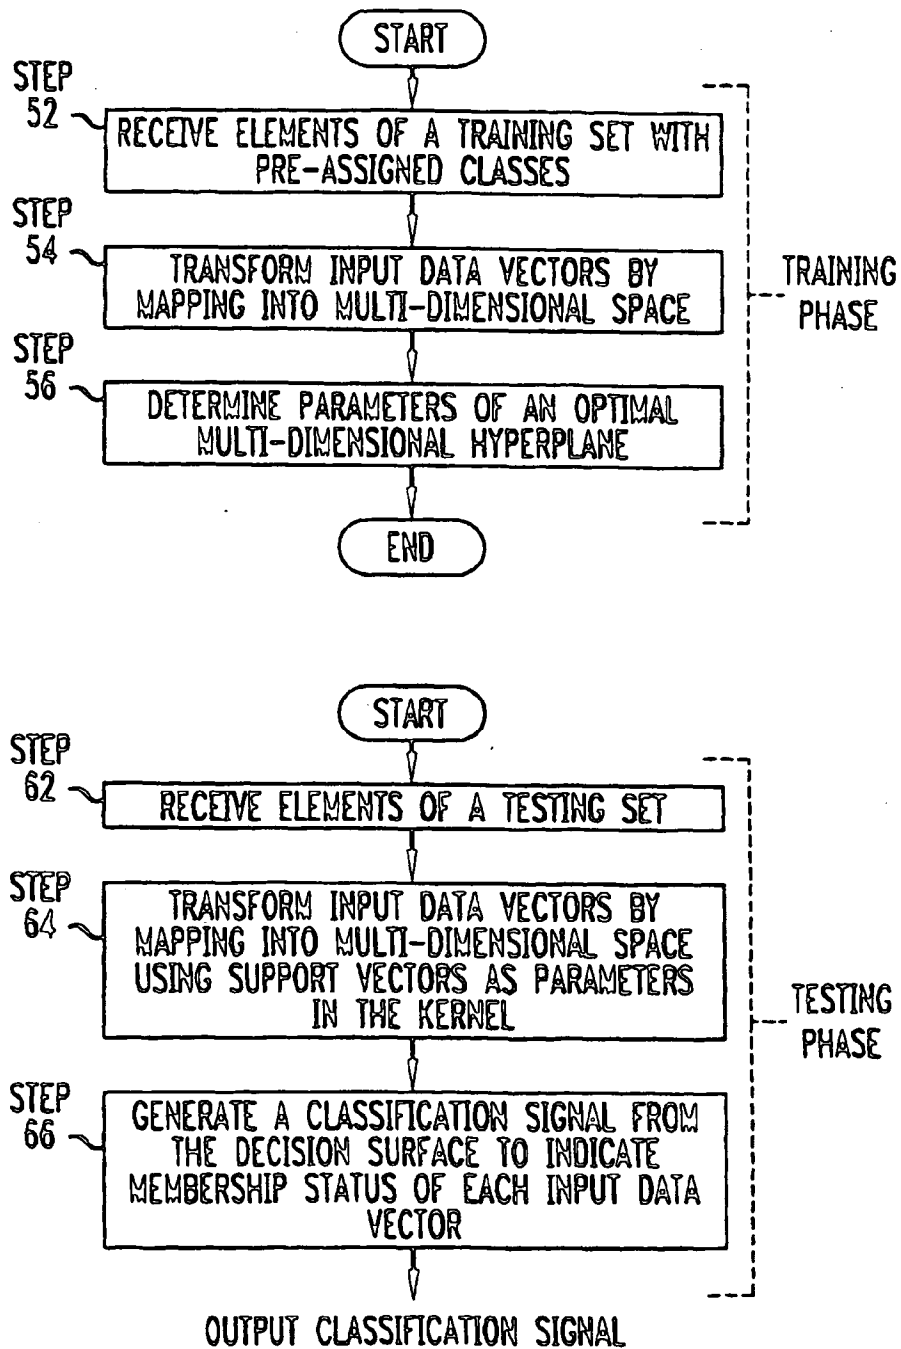 START
STEP
52
RECEIVE ELEMENTS OF A TRAINING SET WITH
PRE-ASSIGNED CLASSES
STEP
54
TRANSFORM INPUT DATA VECTORS BY
MAPPING INTO MULTI-DIMENSIONAL SPACE
TRAINING
PHASE
STEP
56
DETERMINE PARAMETERS OF AN OPTIMAL
MULTI-DIMENSIONAL HYPERPLANE
END
START
STEP
62
RECEIVE ELEMENTS OF A TESTING SET
STEP
64
TRANSFORM INPUT DATA VECTORS BY
MAPPING INTO MULTI-DIMENSIONAL SPACE
USING SUPPORT VECTORS AS PARAMETERS
IN THE KERNEL
TESTING
PHASE
STEP
66
GENERATE A CLASSIFICATION SIGNAL FROM
THE DECISION SURFACE TO INDICATE
MEMBERSHIP STATUS OF EACH INPUT DATA
VECTOR
OUTPUT CLASSIFICATION SIGNAL